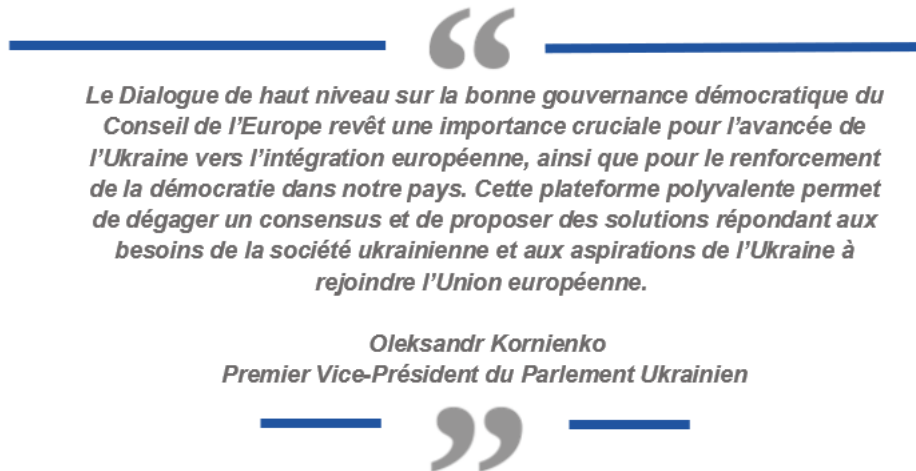 “
Le Dialogue de haut niveau sur la bonne gouvernance démocratique du
Conseil de l’Europe revêt une importance cruciale pour l’avancée de
l’Ukraine vers l’intégration européenne, ainsi que pour le renforcement
de la démocratie dans notre pays. Cette plateforme polyvalente permet
de dégager un consensus et de proposer des solutions répondant aux
besoins de la société ukrainienne et aux aspirations de l’Ukraine à
rejoindre l’Union européenne.
Oleksandr Kornienko
Premier Vice-Président du Parlement Ukrainien
”